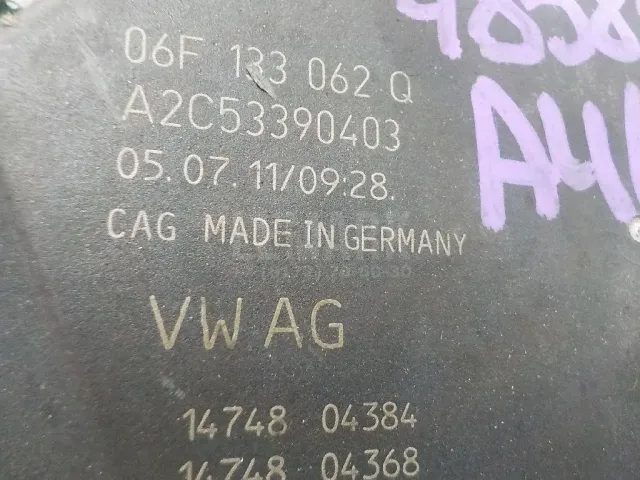 06F 133 062 Q
A2C53390403
05.07.11/09:28.
CAG MADE IN GERMANY
VW AG
14748 04384
14748 04368